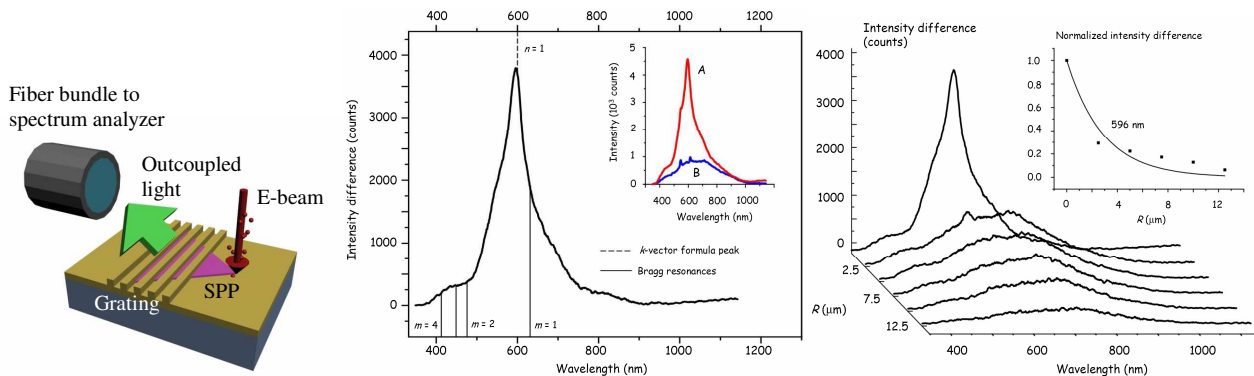 Fiber bundle to
spectrum analyzer
Outcoupled
light
E-beam
SPP
Grating
400 600 800 1000 1200
Intensity difference (counts)
4000
3000
2000
1000
0
n = 1
k-vector formula peak
Bragg resonances
m = 4
m = 2
m = 1
400 600 800 1000 1200
Wavelength (nm)
Intensity (10³ counts)
5
4
3
2
1
0
A
B
400 600 800 1000
Wavelength (nm)
Intensity difference
(counts)
4000
3000
2000
1000
0
2.5
7.5
12.5
R (μm)
400 600 800 1000
Wavelength (nm)
Normalized intensity difference
1.0
0.8
0.6
0.4
0.2
0.0
596 nm
0 4 8 12
R (μm)